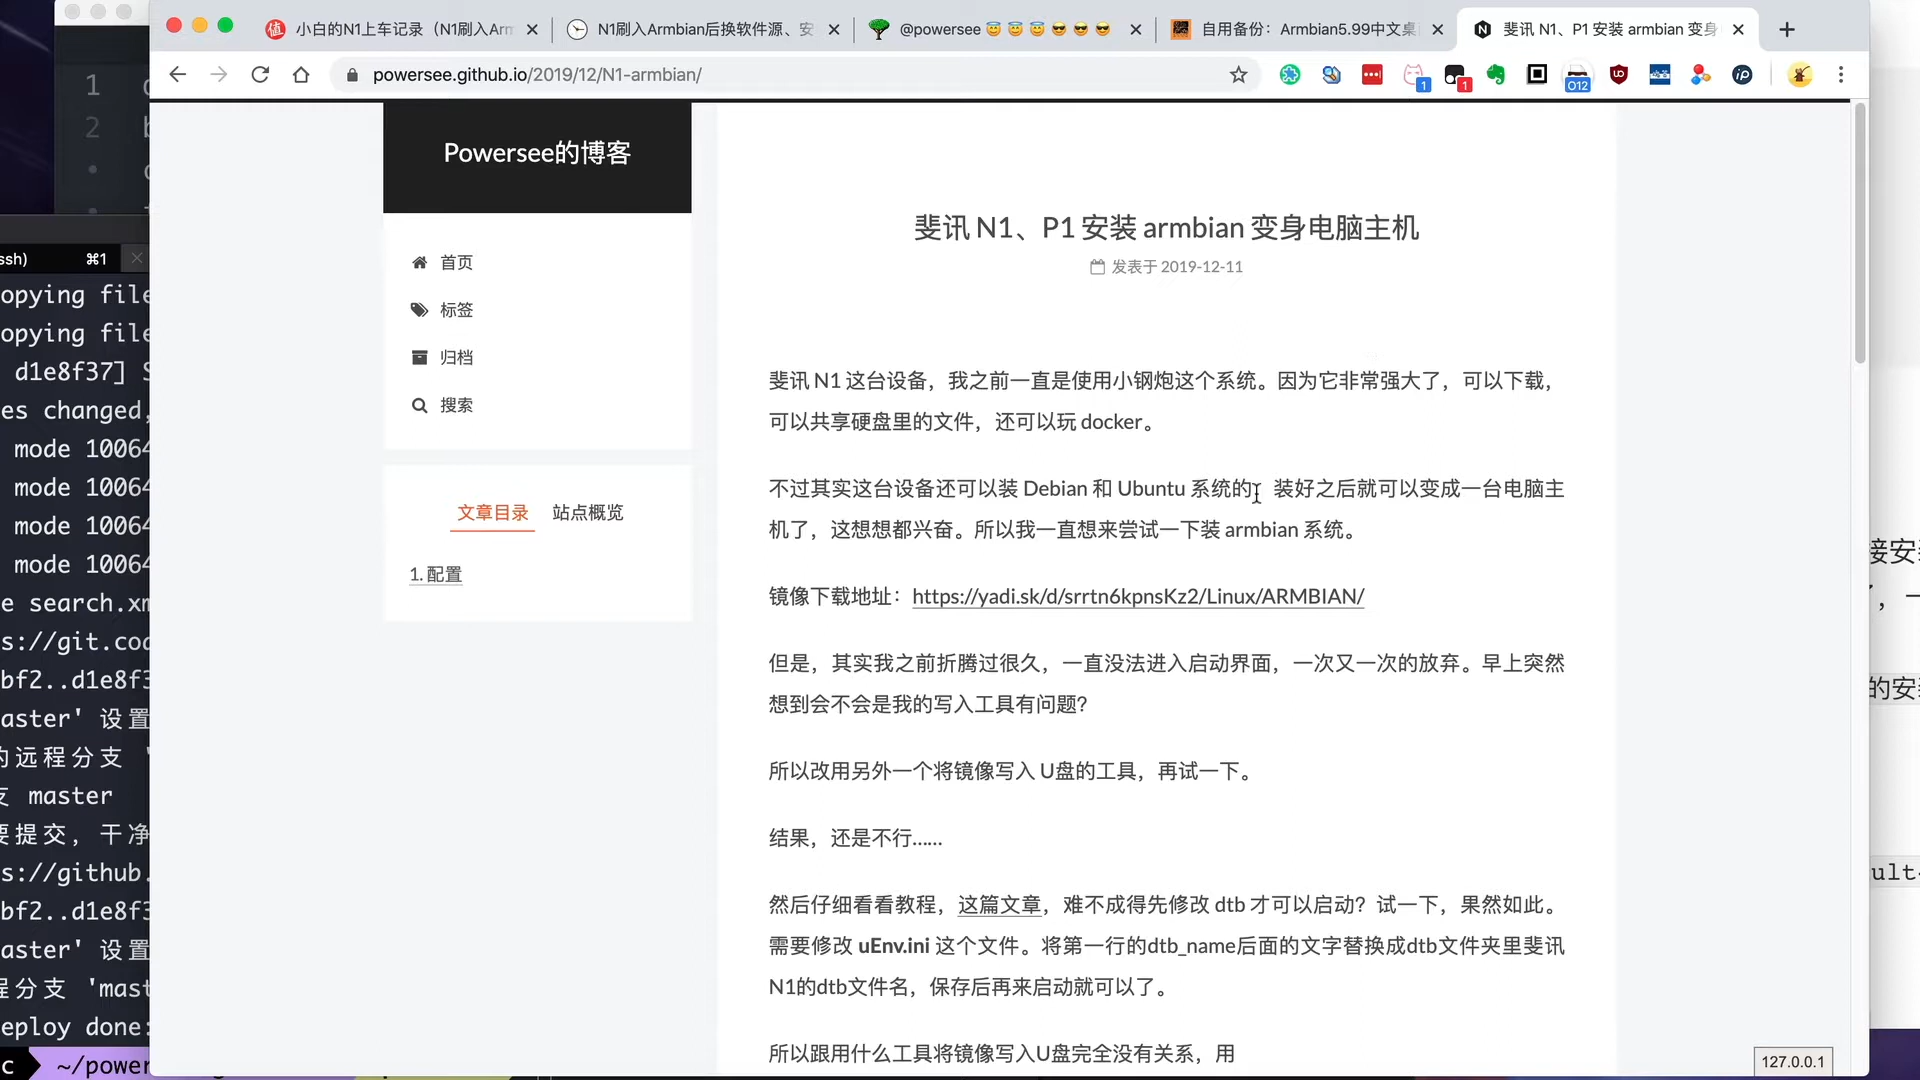 小白的N1上车记录（N1刷入Arm
N1刷入Armbian后换软件源、安
@powersee
自用备份：Armbian5.99中文桌
斐讯 N1、P1 安装 armbian 变身
powersee.github.io/2019/12/N1-armbian/
1
1
O12
Powersee的博客
首页
标签
归档
搜索
文章目录
站点概览
1. 配置
斐讯 N1、P1 安装 armbian 变身电脑主机
发表于 2019-12-11
斐讯 N1 这台设备，我之前一直是使用小钢炮这个系统。因为它非常强大了，可以下载，
可以共享硬盘里的文件，还可以玩 docker。
不过其实这台设备还可以装 Debian 和 Ubuntu 系统的，装好之后就可以变成一台电脑主
机了，这想想都兴奋。所以我一直想来尝试一下装 armbian 系统。
镜像下载地址：https://yadi.sk/d/srrtn6kpnsKz2/Linux/ARMBIAN/
但是，其实我之前折腾过很久，一直没法进入启动界面，一次又一次的放弃。早上突然
想到会不会是我的写入工具有问题？
所以改用另外一个将镜像写入 U盘的工具，再试一下。
结果，还是不行……
然后仔细看看教程，这篇文章，难不成得先修改 dtb 才可以启动？试一下，果然如此。
需要修改 uEnv.ini 这个文件。将第一行的dtb_name后面的文字替换成dtb文件夹里斐讯
N1的dtb文件名，保存后再来启动就可以了。
所以跟用什么工具将镜像写入U盘完全没有关系，用
127.0.0.1
1
2
ssh)
⌘1
opying file
opying file
d1e8f37] S
es changed,
mode 10064
mode 10064
mode 10064
mode 10064
e search.xm
s://git.cod
bf2..d1e8f3
aster' 设置
的远程分支 '
支 master
要提交，干净
s://github.
bf2..d1e8f3
aster' 设置
程分支 'mast
eploy done:
c ~/power
接安装
，一
的安装
ult